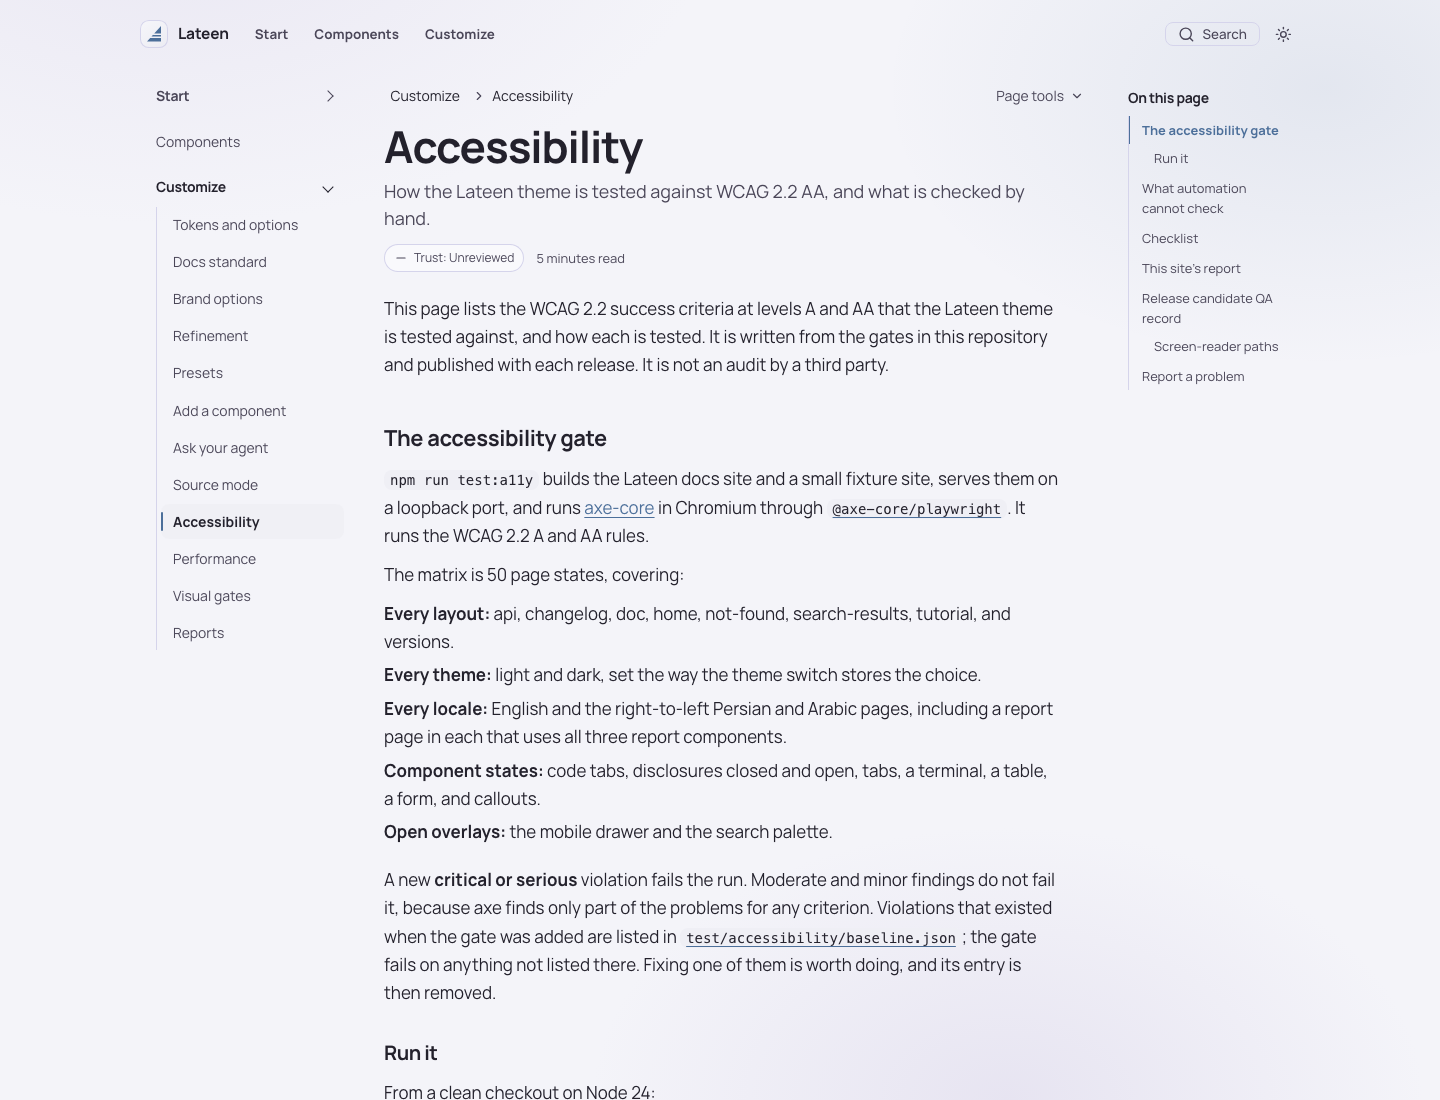 Lateen
Start
Components
Customize
Search
Start
Components
Customize
Tokens and options
Docs standard
Brand options
Refinement
Presets
Add a component
Ask your agent
Source mode
Accessibility
Performance
Visual gates
Reports
Customize
Accessibility
Page tools
Accessibility
How the Lateen theme is tested against WCAG 2.2 AA, and what is checked by
hand.
Trust: Unreviewed
5 minutes read
This page lists the WCAG 2.2 success criteria at levels A and AA that the Lateen theme
is tested against, and how each is tested. It is written from the gates in this repository
and published with each release. It is not an audit by a third party.
The accessibility gate
npm run test:a11y builds the Lateen docs site and a small fixture site, serves them on
a loopback port, and runs axe-core in Chromium through @axe-core/playwright . It
runs the WCAG 2.2 A and AA rules.
The matrix is 50 page states, covering:
Every layout: api, changelog, doc, home, not-found, search-results, tutorial, and
versions.
Every theme: light and dark, set the way the theme switch stores the choice.
Every locale: English and the right-to-left Persian and Arabic pages, including a report
page in each that uses all three report components.
Component states: code tabs, disclosures closed and open, tabs, a terminal, a table,
a form, and callouts.
Open overlays: the mobile drawer and the search palette.
A new critical or serious violation fails the run. Moderate and minor findings do not fail
it, because axe finds only part of the problems for any criterion. Violations that existed
when the gate was added are listed in test/accessibility/baseline.json ; the gate
fails on anything not listed there. Fixing one of them is worth doing, and its entry is
then removed.
Run it
From a clean checkout on Node 24:
On this page
The accessibility gate
Run it
What automation
cannot check
Checklist
This site's report
Release candidate QA
record
Screen-reader paths
Report a problem